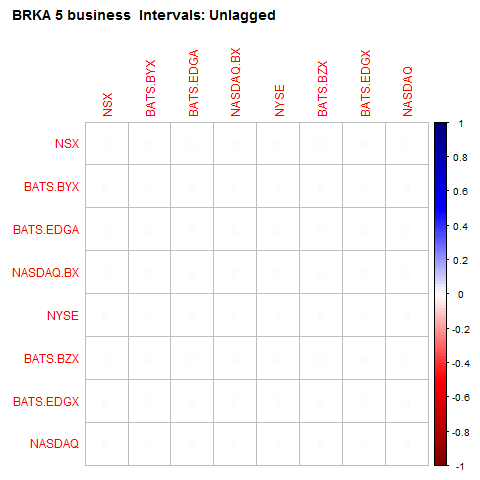 BRKA 5 business Intervals: Unlagged
NSX BATS.BYX BATS.EDGA NASDAQ.BX NYSE BATS.BZX BATS.EDGX NASDAQ
NSX 0 0 0 0 0 0 0 0
BATS.BYX 0 0 0 0 0 0 0 0
BATS.EDGA 0 0 0 0 0 0 0 0
NASDAQ.BX 0 0 0 0 0 0 0 0
NYSE 0 0 0 0 0 0 0 0
BATS.BZX 0 0 0 0 0 0 0 0
BATS.EDGX 0 0 0 0 0 0 0 0
NASDAQ 0 0 0 0 0 0 0 0
1
0.8
0.6
0.4
0.2
0
-0.2
-0.4
-0.6
-0.8
-1